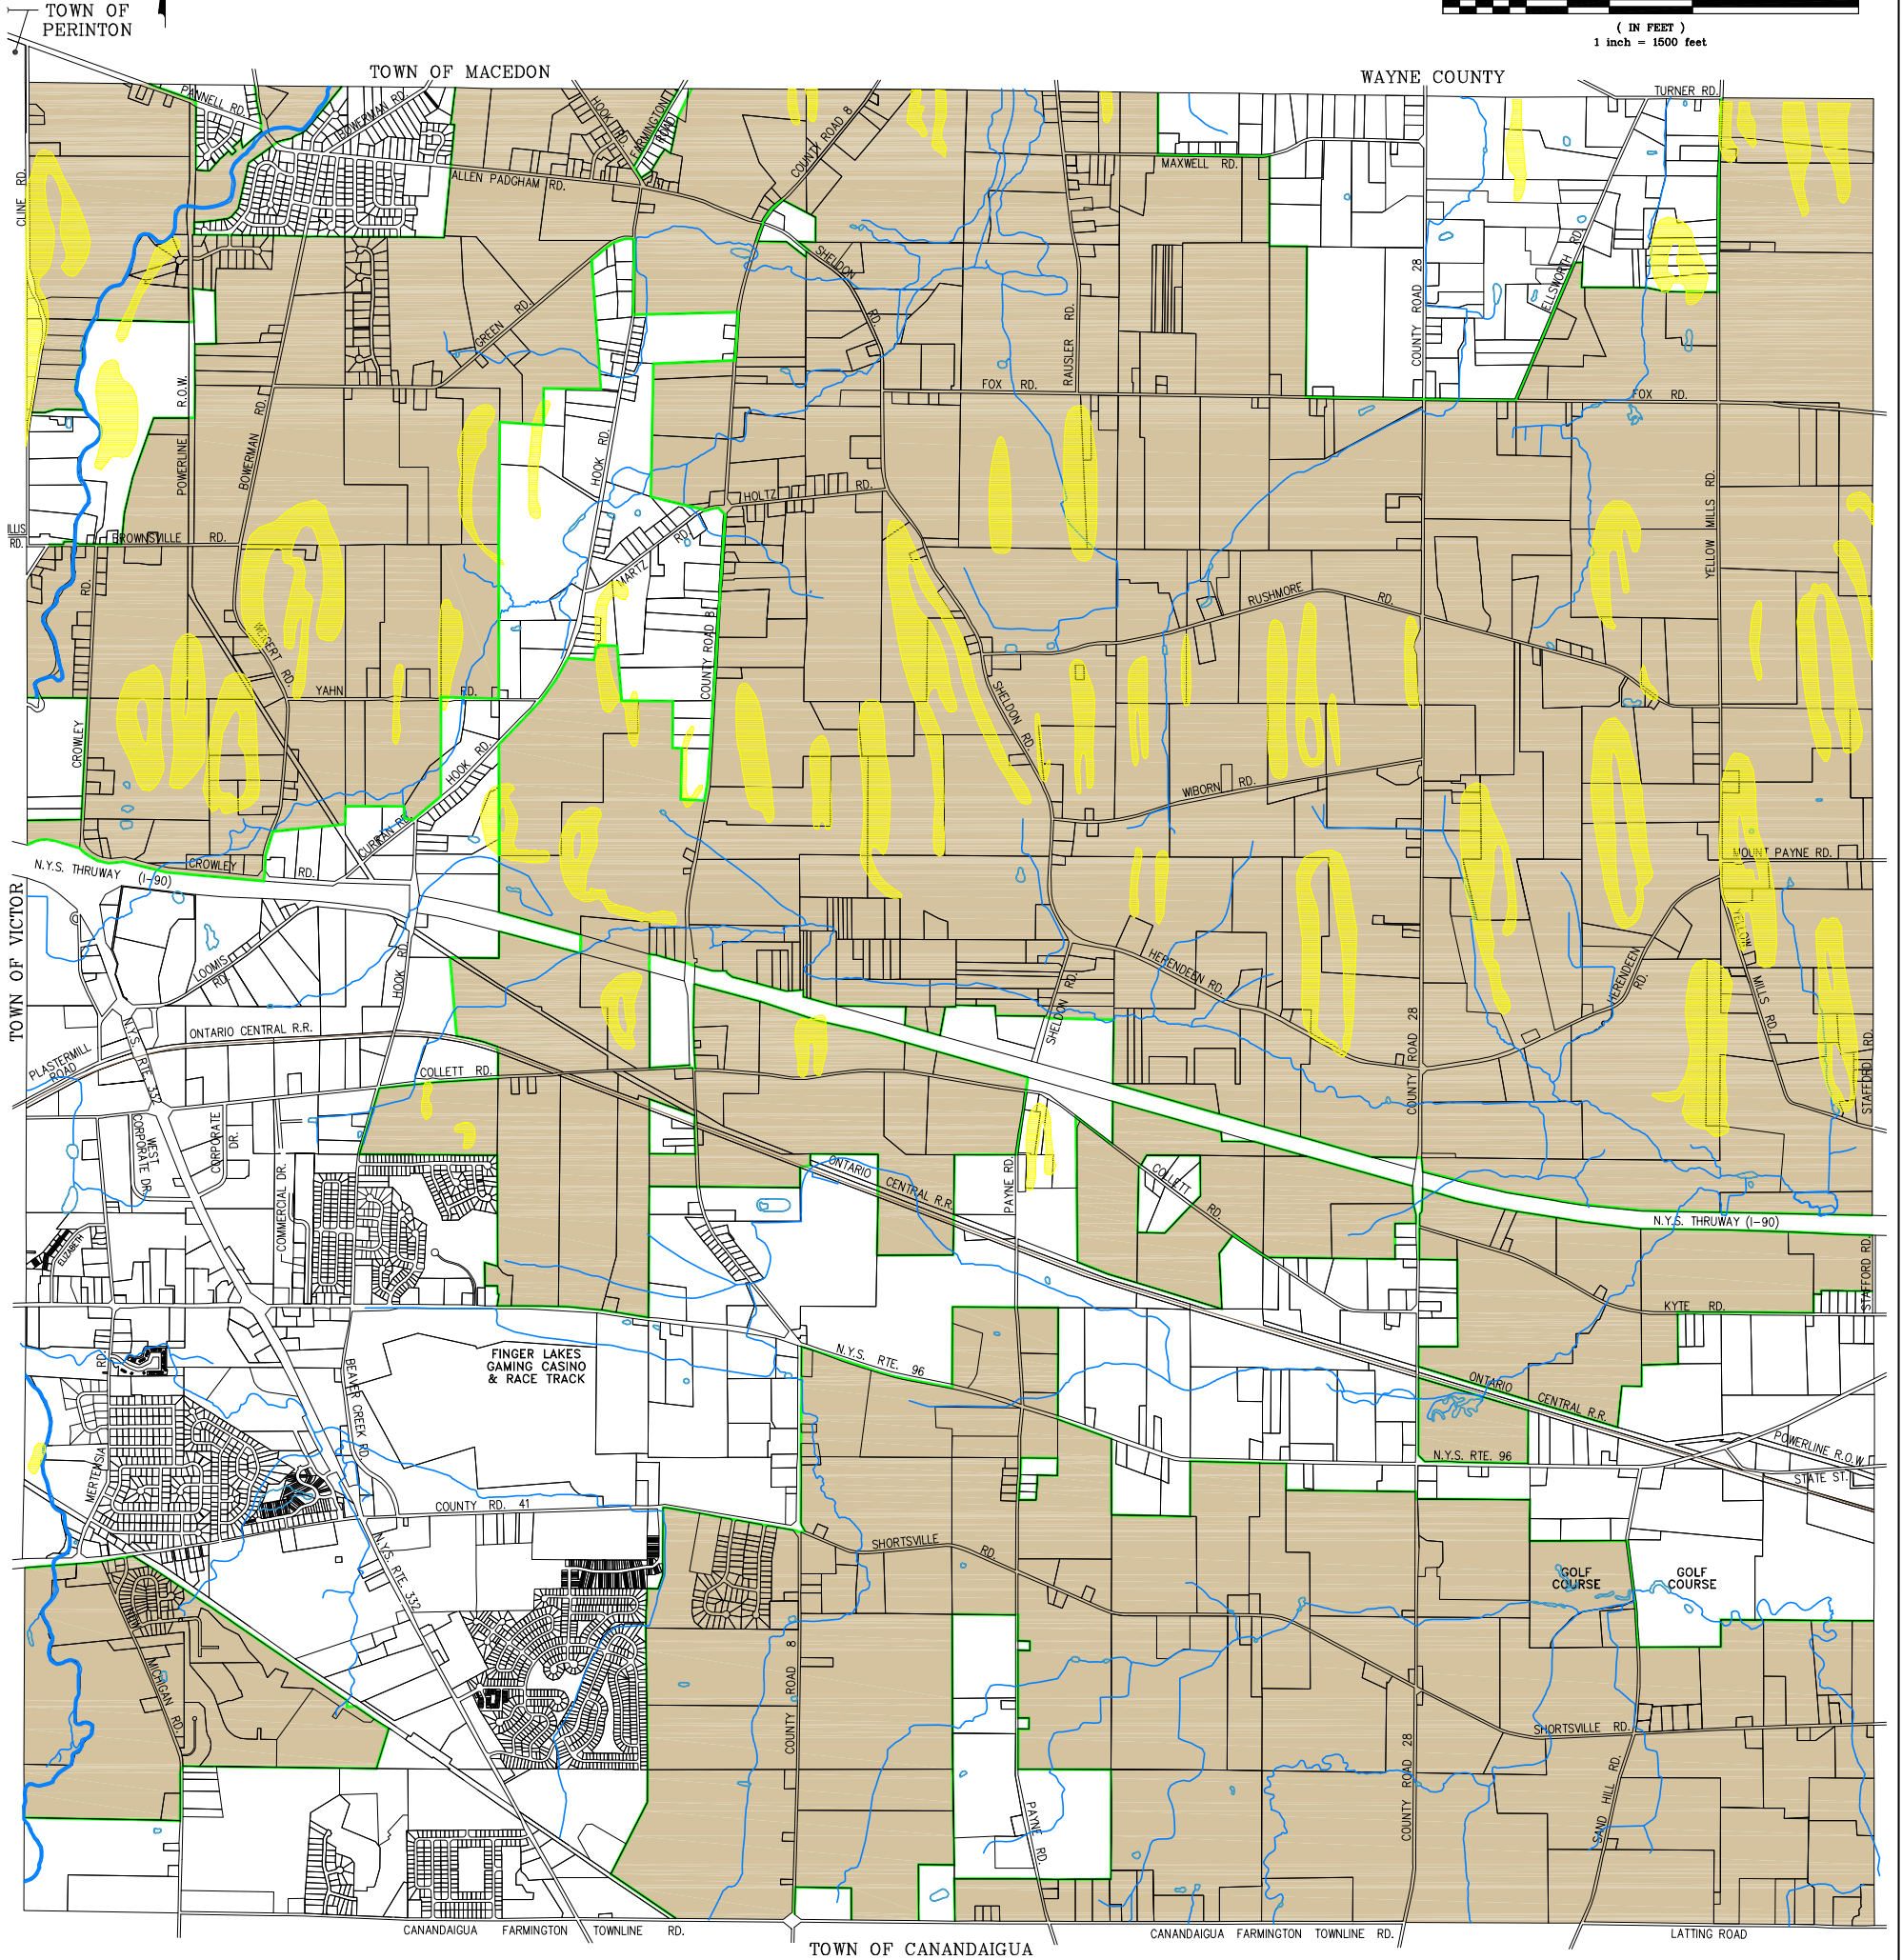 TOWN OF
PERINTON
( IN FEET )
1 inch = 1500 feet
TOWN OF MACEDON
WAYNE COUNTY
TURNER RD.
PANNELL RD.
BOWERMAN RD.
HOOK RD.
FARMINGTON
ROAD
COUNTY ROAD 8
MAXWELL RD.
CLINE RD.
ALLEN PADGHAM RD.
SHELDON
RD.
ELLSWORTH RD.
COUNTY ROAD 28
GREEN RD.
RAUSLER RD.
FOX RD.
FOX RD.
R.O.W.
POWERLINE
BOWERMAN RD.
HOOK RD.
HOLTZ RD.
YELLOW MILLS RD.
ILLIS
RD.
BROWNSVILLE RD.
MARTZ RD.
RUSHMORE RD.
RD.
CROWLEY
WEIGERT RD.
YAHN RD.
COUNTY ROAD 8
SHELDON RD.
HOOK RD.
WIBORN RD.
CURRAN RD.
CROWLEY RD.
MOUNT PAYNE RD.
N.Y.S. THRUWAY (I-90)
TOWN OF VICTOR
LOOMIS
RD.
HOOK RD.
YELLOW
MILLS RD.
HERENDEEN RD.
HERENDEEN
RD.
SHELDON RD.
COUNTY ROAD 28
N.Y.S. RTE. 332
ONTARIO CENTRAL R.R.
PLASTERMILL
ROAD
COLLETT RD.
STAFFORD RD.
WEST
CORPORATE DR.
CORPORATE
DR.
COMMERCIAL DR.
ONTARIO CENTRAL R.R.
PAYNE RD.
COLLETT RD.
N.Y.S. THRUWAY (I-90)
ELIZABETH
STAFFORD RD.
KYTE RD.
FINGER LAKES
GAMING CASINO
& RACE TRACK
N.Y.S. RTE. 96
RD.
MERTENSIA
BEAVER CREEK RD.
ONTARIO CENTRAL R.R.
POWERLINE R.O.W.
N.Y.S. RTE. 96
STATE ST.
COUNTY RD. 41
N.Y.S. RTE. 332
SHORTSVILLE RD.
GOLF
COURSE
GOLF
COURSE
MICHIGAN RD.
COUNTY ROAD 8
SHORTSVILLE RD.
COUNTY ROAD 28
SAND HILL RD.
PAYNE RD.
CANANDAIGUA FARMINGTON TOWNLINE RD.
CANANDAIGUA FARMINGTON TOWNLINE RD.
LATTING ROAD
TOWN OF CANANDAIGUA